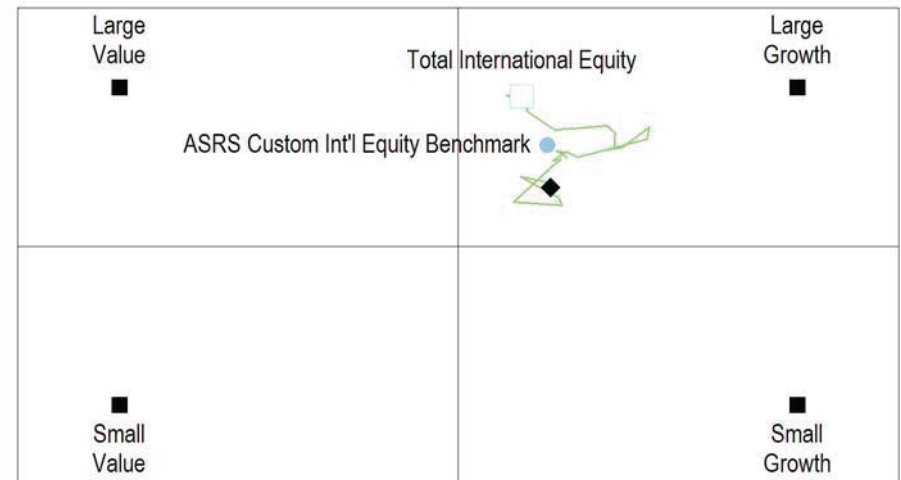 Large
Value
Large
Growth
Total International Equity
ASRS Custom Int'l Equity Benchmark
Small
Value
Small
Growth